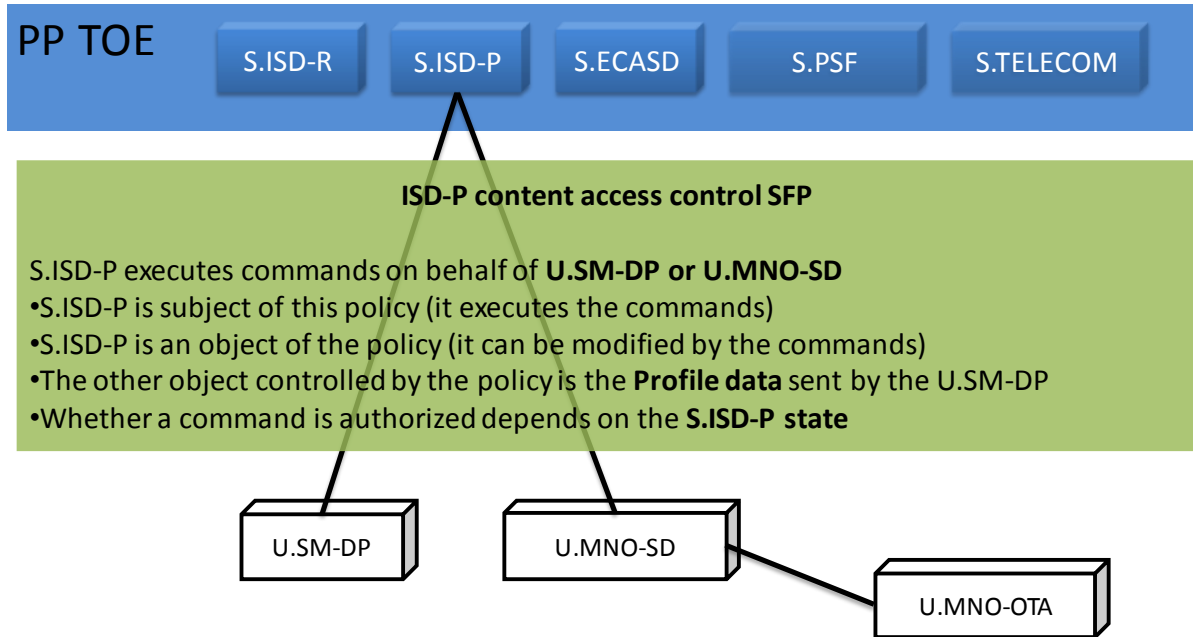 PP TOE
S.ISD-R
S.ISD-P
S.ECASD
S.PSF
S.TELECOM
ISD-P content access control SFP
S.ISD-P executes commands on behalf of U.SM-DP or U.MNO-SD
•S.ISD-P is subject of this policy (it executes the commands)
•S.ISD-P is an object of the policy (it can be modified by the commands)
•The other object controlled by the policy is the Profile data sent by the U.SM-DP
•Whether a command is authorized depends on the S.ISD-P state
U.SM-DP
U.MNO-SD
U.MNO-OTA